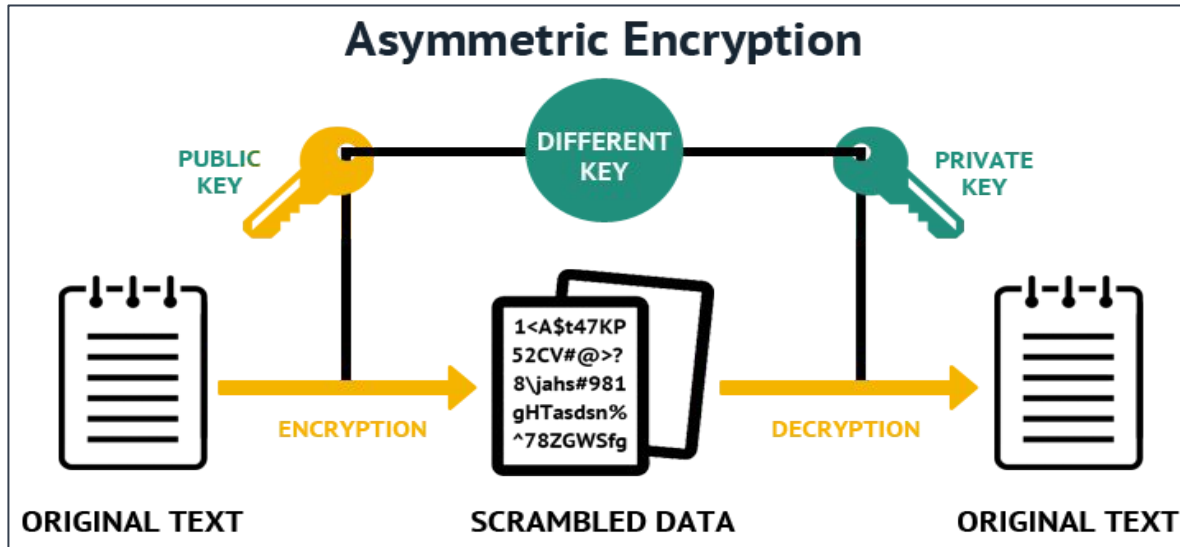 Asymmetric Encryption
PUBLIC
KEY
DIFFERENT
KEY
PRIVATE
KEY
1<A$t47KP
52CV#@>?
8\jahs#981
gHTasdsn%
^78ZGWSfg
ENCRYPTION
DECRYPTION
ORIGINAL TEXT
SCRAMBLED DATA
ORIGINAL TEXT